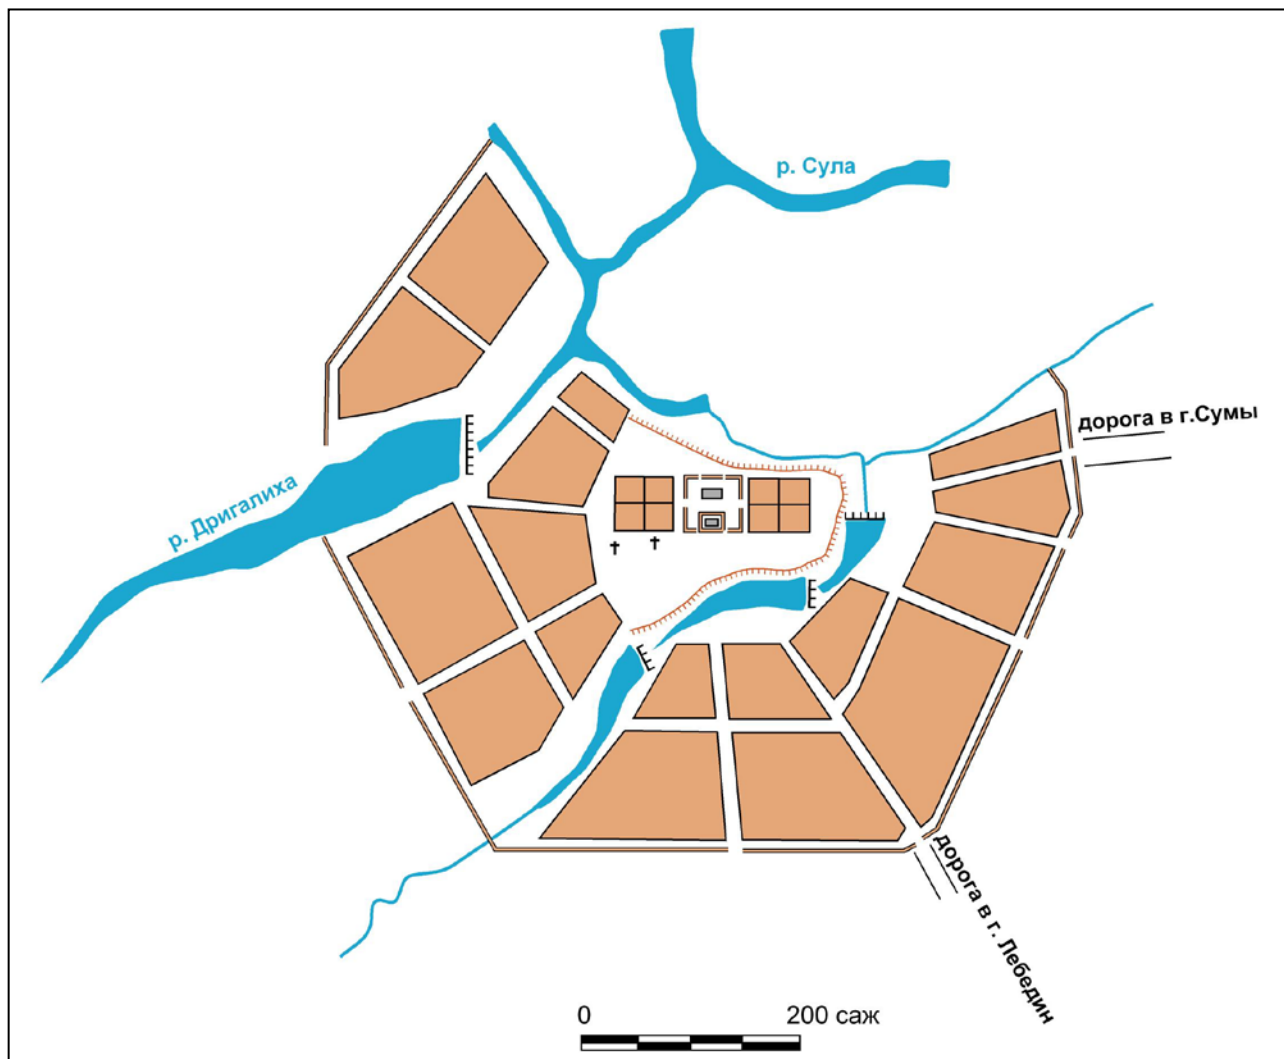 р. Сула
дорога в г.Сумы
р. Дригалиха
дорога в г. Лебедин
0 200 саж